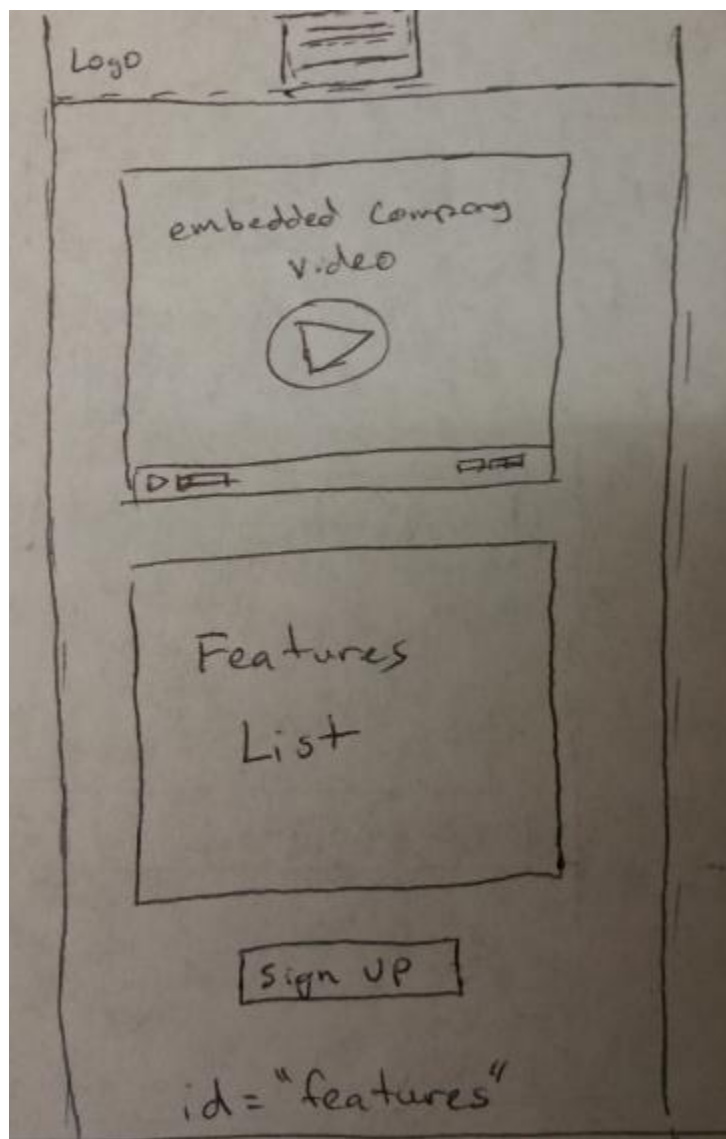 Logo
embedded Company
video
Features
List
Sign UP
id="features"